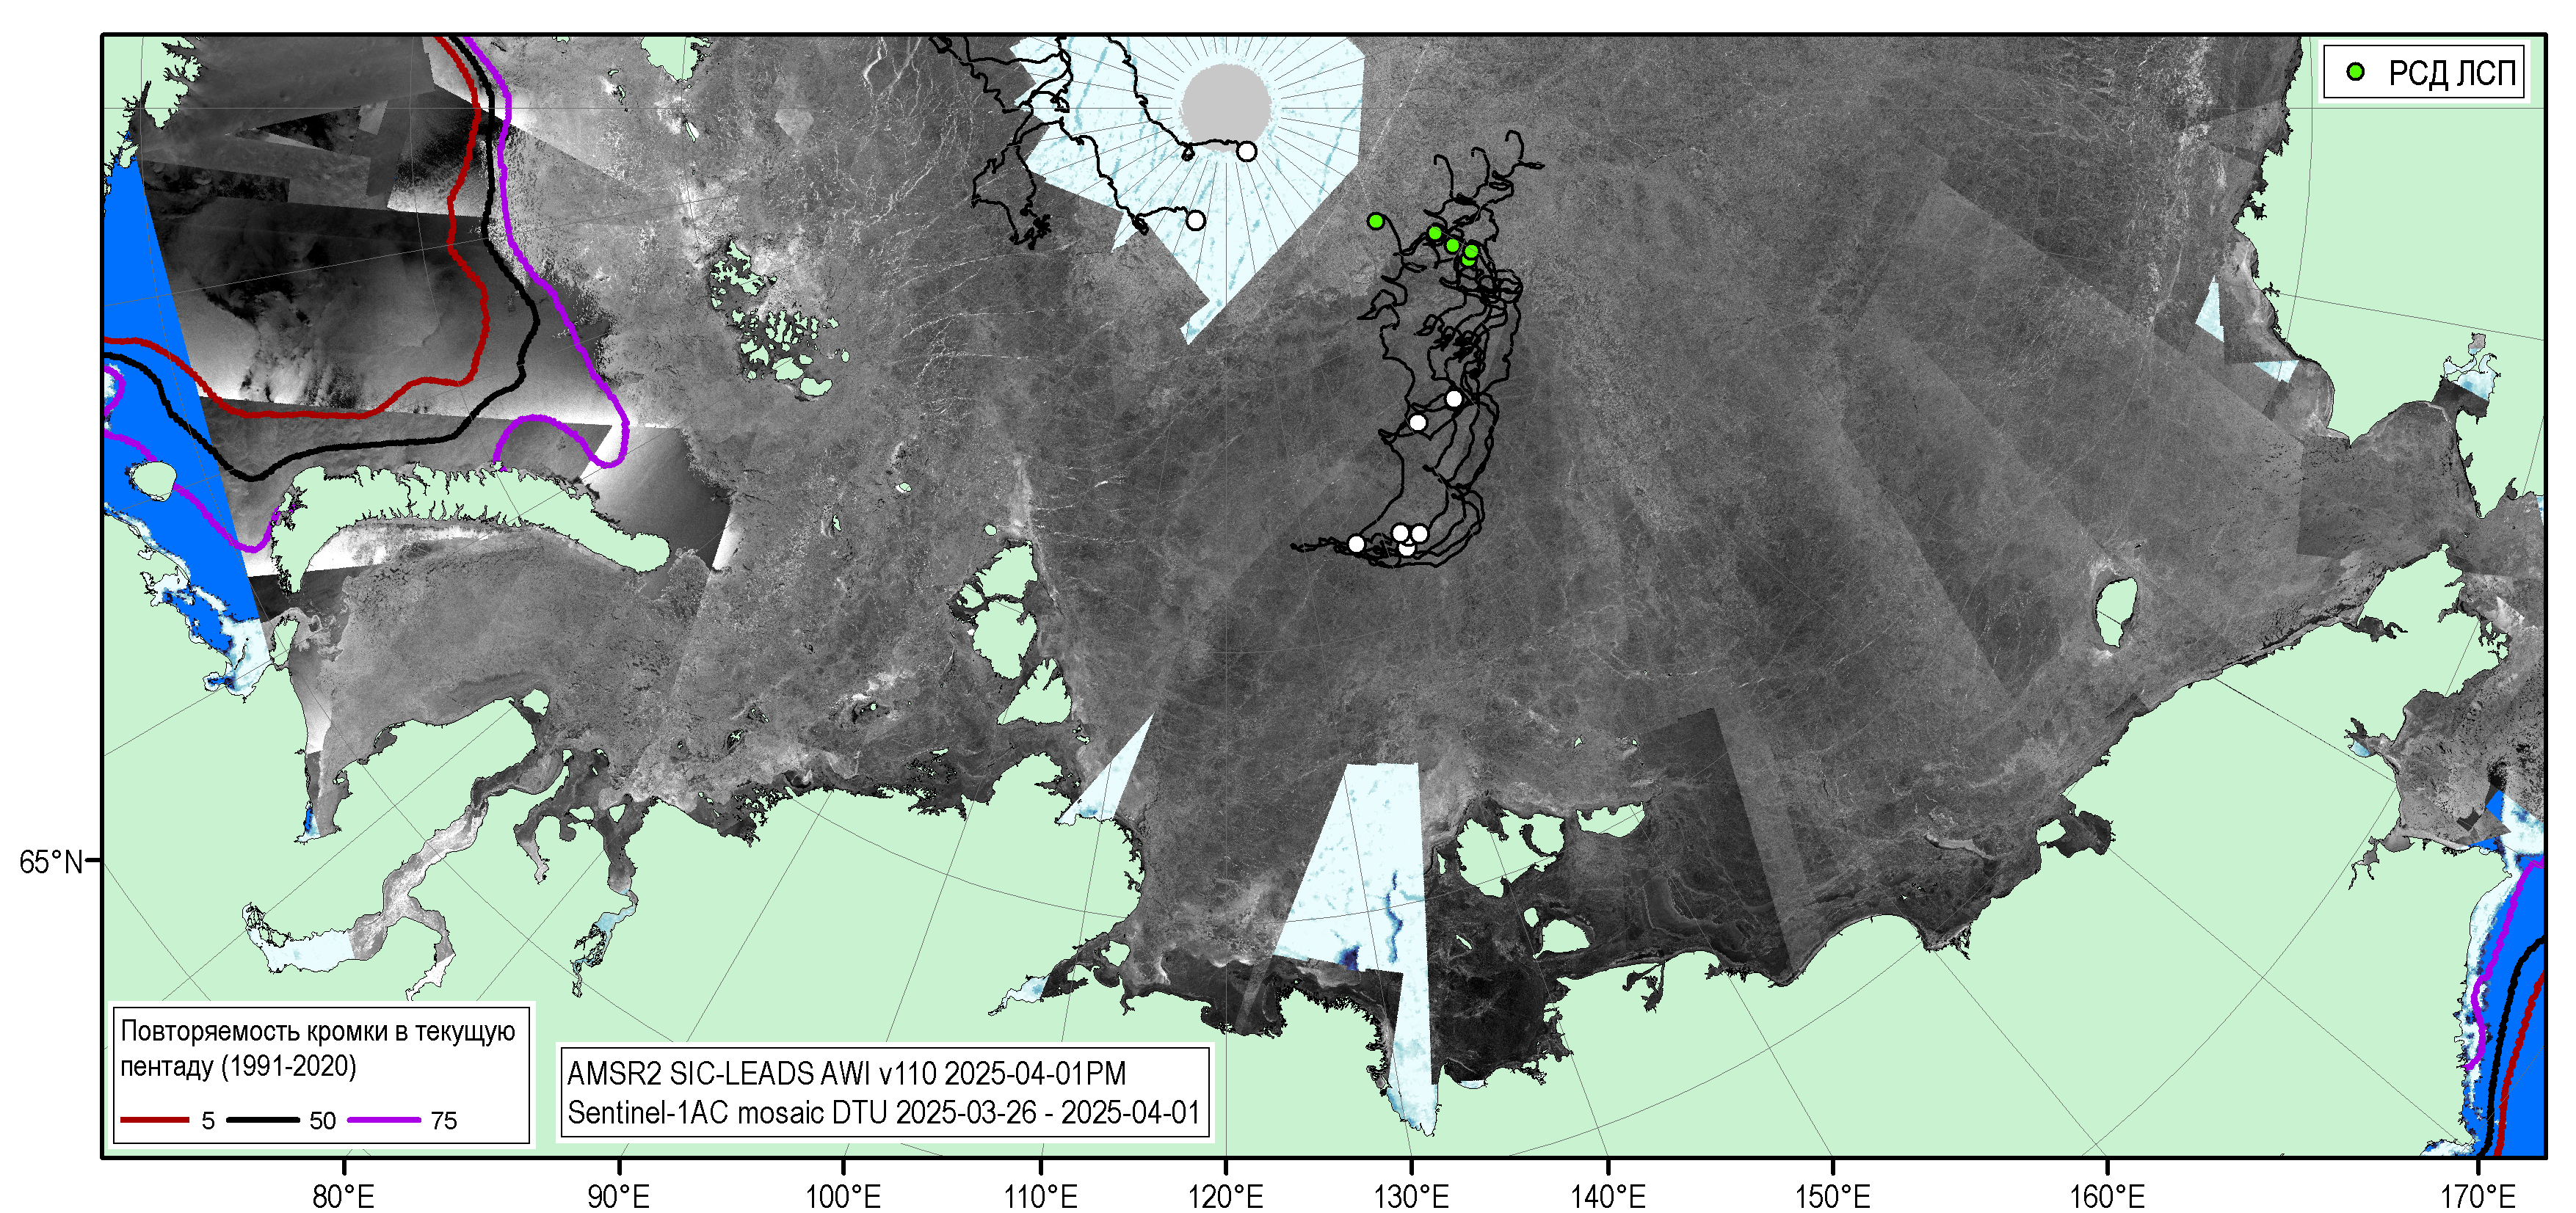 РСД ЛСП
65°N
Повторяемость кромки в текущую
пентаду (1991-2020)
5 50 75
AMSR2 SIC-LEADS AWI v110 2025-04-01PM
Sentinel-1AC mosaic DTU 2025-03-26 - 2025-04-01
80°E 90°E 100°E 110°E 120°E 130°E 140°E 150°E 160°E 170°E